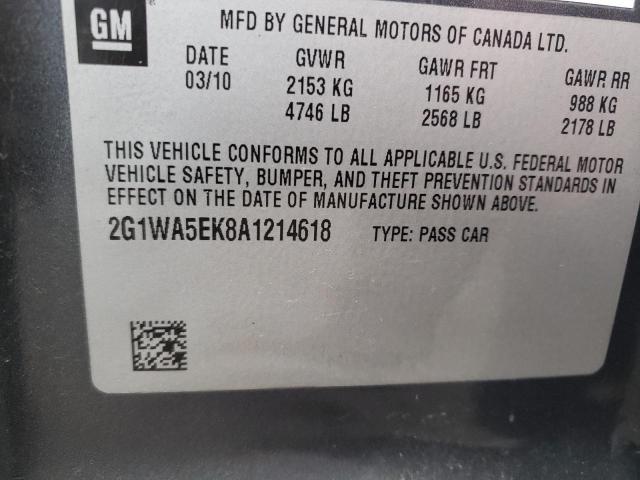 GM
MFD BY GENERAL MOTORS OF CANADA LTD.
DATE GVWR GAWR FRT GAWR RR
03/10 2153 KG 1165 KG 988 KG
4746 LB 2568 LB 2178 LB
THIS VEHICLE CONFORMS TO ALL APPLICABLE U.S. FEDERAL MOTOR
VEHICLE SAFETY, BUMPER, AND THEFT PREVENTION STANDARDS IN
EFFECT ON THE DATE OF MANUFACTURE SHOWN ABOVE.
2G1WA5EK8A1214618 TYPE: PASS CAR